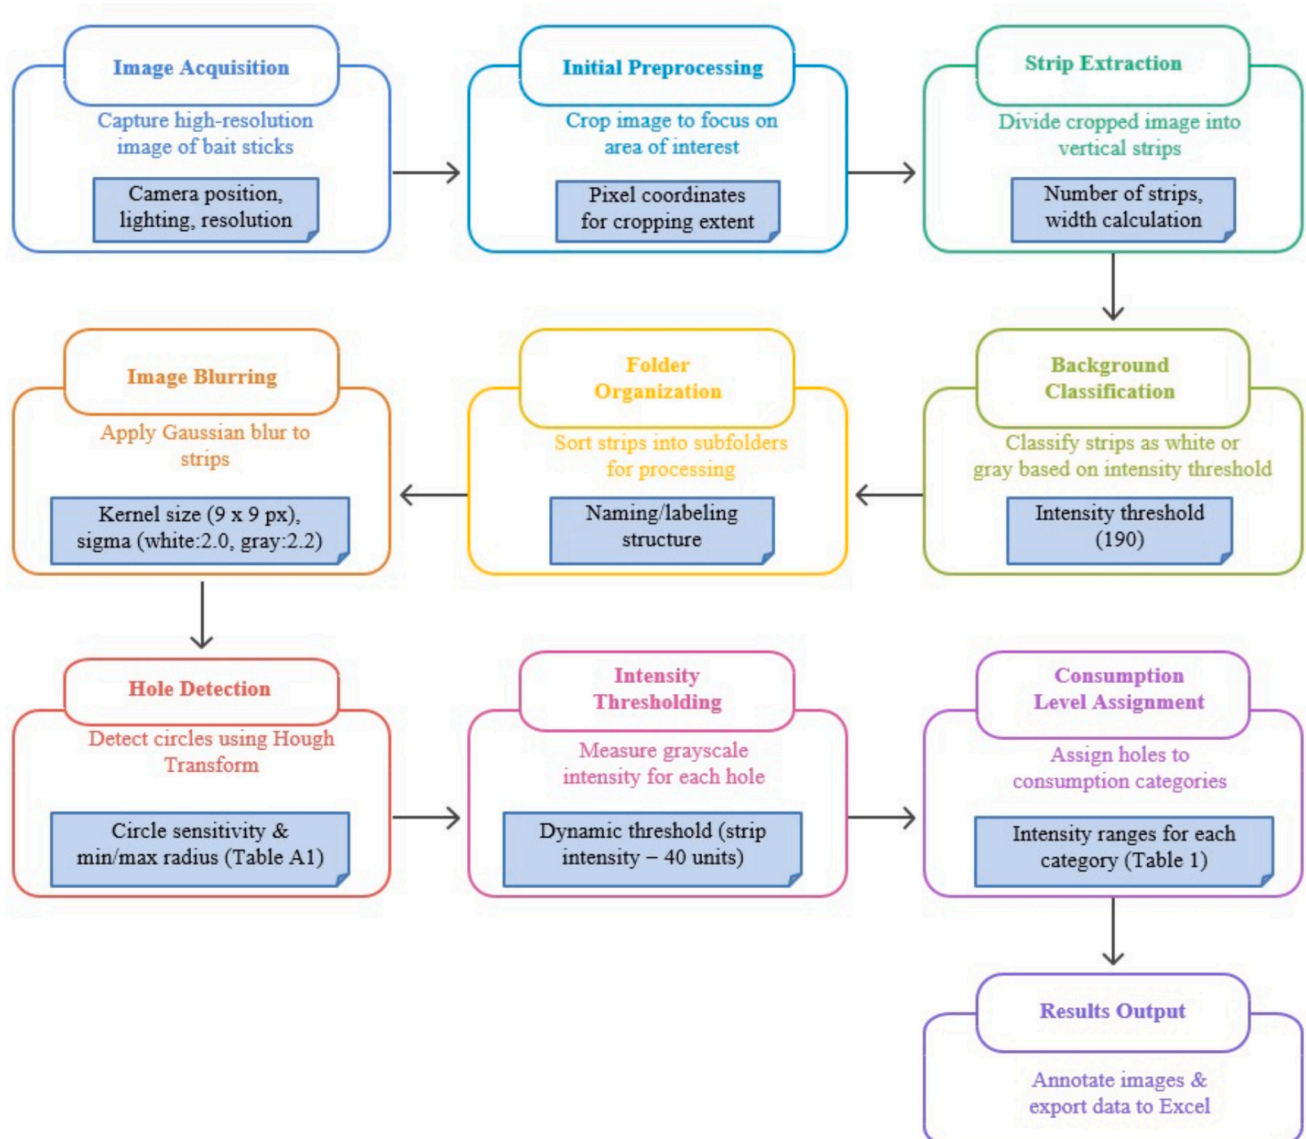 Image Acquisition
Capture high-resolution
image of bait sticks
Camera position,
lighting, resolution
Initial Preprocessing
Crop image to focus on
area of interest
Pixel coordinates
for cropping extent
Strip Extraction
Divide cropped image into
vertical strips
Number of strips,
width calculation
Background
Classification
Classify strips as white or
gray based on intensity threshold
Intensity threshold
(190)
Folder
Organization
Sort strips into subfolders
for processing
Naming/labeling
structure
Image Blurring
Apply Gaussian blur to
strips
Kernel size (9 x 9 px),
sigma (white:2.0, gray:2.2)
Hole Detection
Detect circles using Hough
Transform
Circle sensitivity &
min/max radius (Table A1)
Intensity
Thresholding
Measure grayscale
intensity for each hole
Dynamic threshold (strip
intensity − 40 units)
Consumption
Level Assignment
Assign holes to
consumption categories
Intensity ranges for each
category (Table 1)
Results Output
Annotate images &
export data to Excel